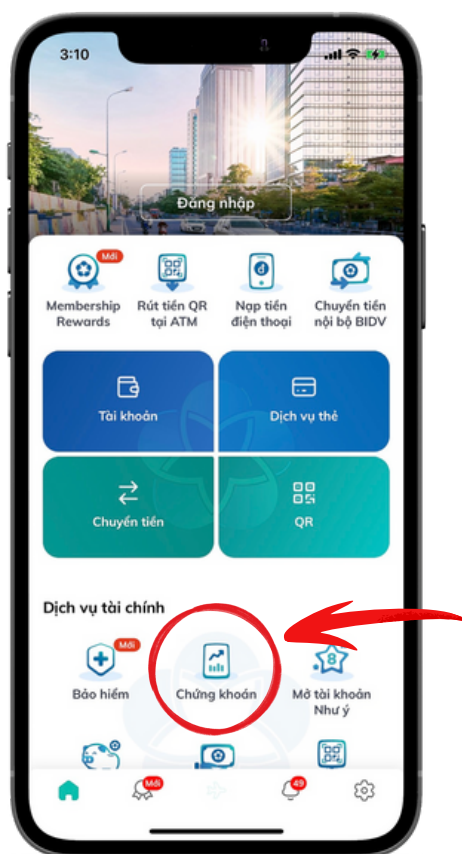 3:10
Đăng nhập
Mới
Membership Rewards
Rút tiền QR tại ATM
Nạp tiền điện thoại
Chuyển tiền nội bộ BIDV
Tài khoản
Dịch vụ thẻ
Chuyển tiền
QR
Dịch vụ tài chính
Mới
8
Bảo hiểm
Chứng khoán
Mở tài khoản Như ý
Mới
49